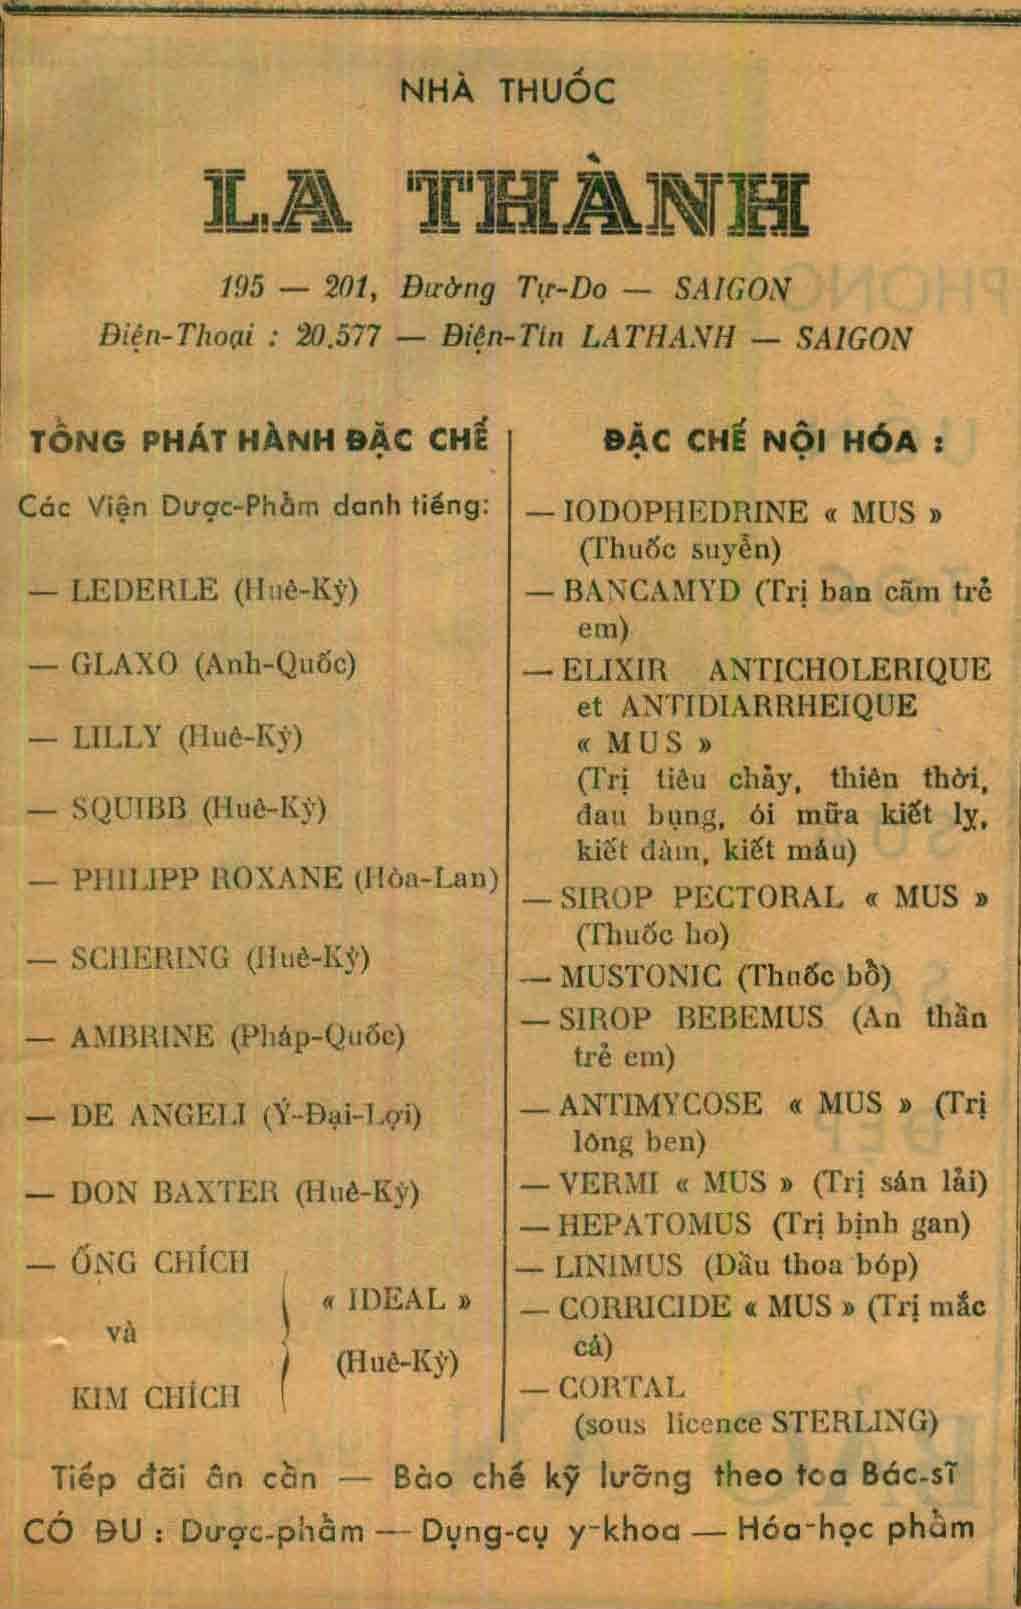 NHÀ THUỐC
LA THÀNH
195 — 201, Đường Tự-Do — SAIGON
Điện-Thoại : 20.577 — Điện-Tín LATHANH — SAIGON
TỔNG PHÁT HÀNH ĐẶC CHẾ
Các Viện Dược-Phẩm danh tiếng:
— LEDERLE (Huê-Kỳ)
— GLAXO (Anh-Quốc)
— LILLY (Huê-Kỳ)
— SQUIBB (Huê-Kỳ)
— PHILIPP ROXANE (Hòa-Lan)
— SCHERING (Huê-Kỳ)
— AMBRINE (Pháp-Quốc)
— DE ANGELI (Ý-Đại-Lợi)
— DON BAXTER (Huê-Kỳ)
— ỐNG CHÍCH
và
KIM CHÍCH
« IDEAL »
(Huê-Kỳ)
ĐẶC CHẾ NỘI HÓA :
— IODOPHEDRINE « MUS »
(Thuốc suyễn)
— BANCAMYD (Trị ban cãm trẻ
em)
— ELIXIR ANTICHOLERIQUE
et ANTIDIARRHEIQUE
« MUS »
(Trị tiêu chảy, thiên thời,
đau bụng, ói mữa kiết lỵ,
kiết đàm, kiết máu)
— SIROP PECTORAL « MUS »
(Thuốc ho)
— MUSTONIC (Thuốc bổ)
— SIROP BEBEMUS (An thần
trẻ em)
— ANTIMYCOSE « MUS » (Trị
lông ben)
— VERMI « MUS » (Trị sán lải)
— HEPATOMUS (Trị bịnh gan)
— LINIMUS (Dầu thoa bóp)
— CORRICIDE « MUS » (Trị mắc
cá)
— CORTAL
(sous licence STERLING)
Tiếp đãi ân cần — Bào chế kỹ lưỡng theo toa Bác-sĩ
CÓ ĐU : Dược-phẩm — Dụng-cụ y-khoa — Hóa-học phẩm